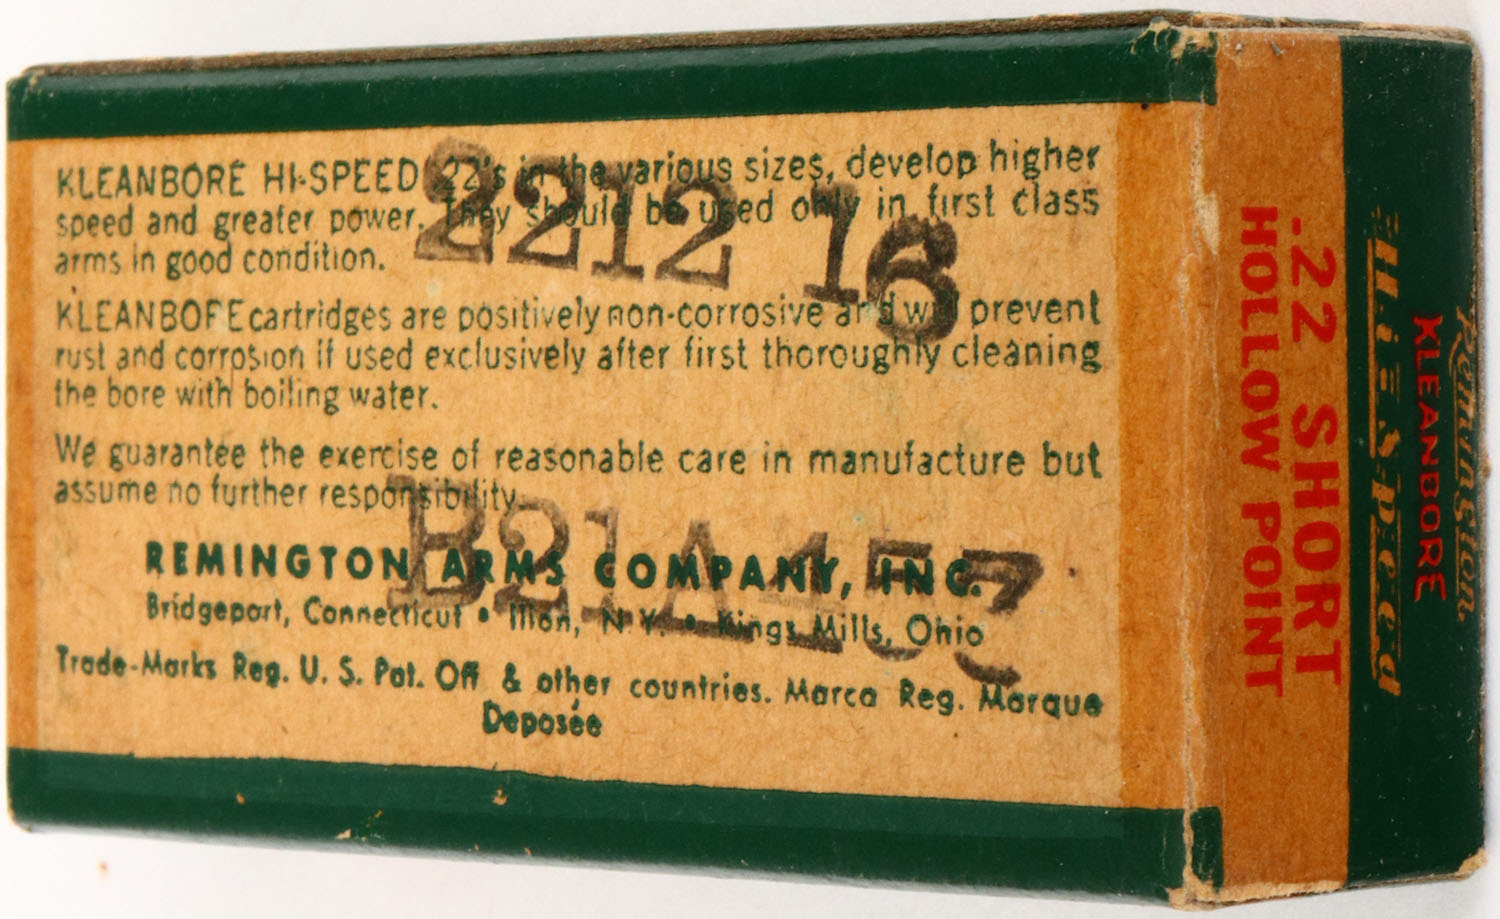 KLEANBORE HI-SPEED 22's in the various sizes, develop higher
speed and greater power. They should be used only in first class
arms in good condition.
KLEANBORE cartridges are positively non-corrosive and will prevent
rust and corrosion if used exclusively after first thoroughly cleaning
the bore with boiling water.
We guarantee the exercise of reasonable care in manufacture but
assume no further responsibility.
REMINGTON ARMS COMPANY, INC.
Bridgeport, Connecticut • Ilion, N. Y. • Kings Mills, Ohio
Trade-Marks Reg. U. S. Pat. Off & other countries. Marca Reg. Marque
Deposée
2212 16
Remington.
KLEANBORE
Hi-Speed
.22 SHORT
HOLLOW POINT